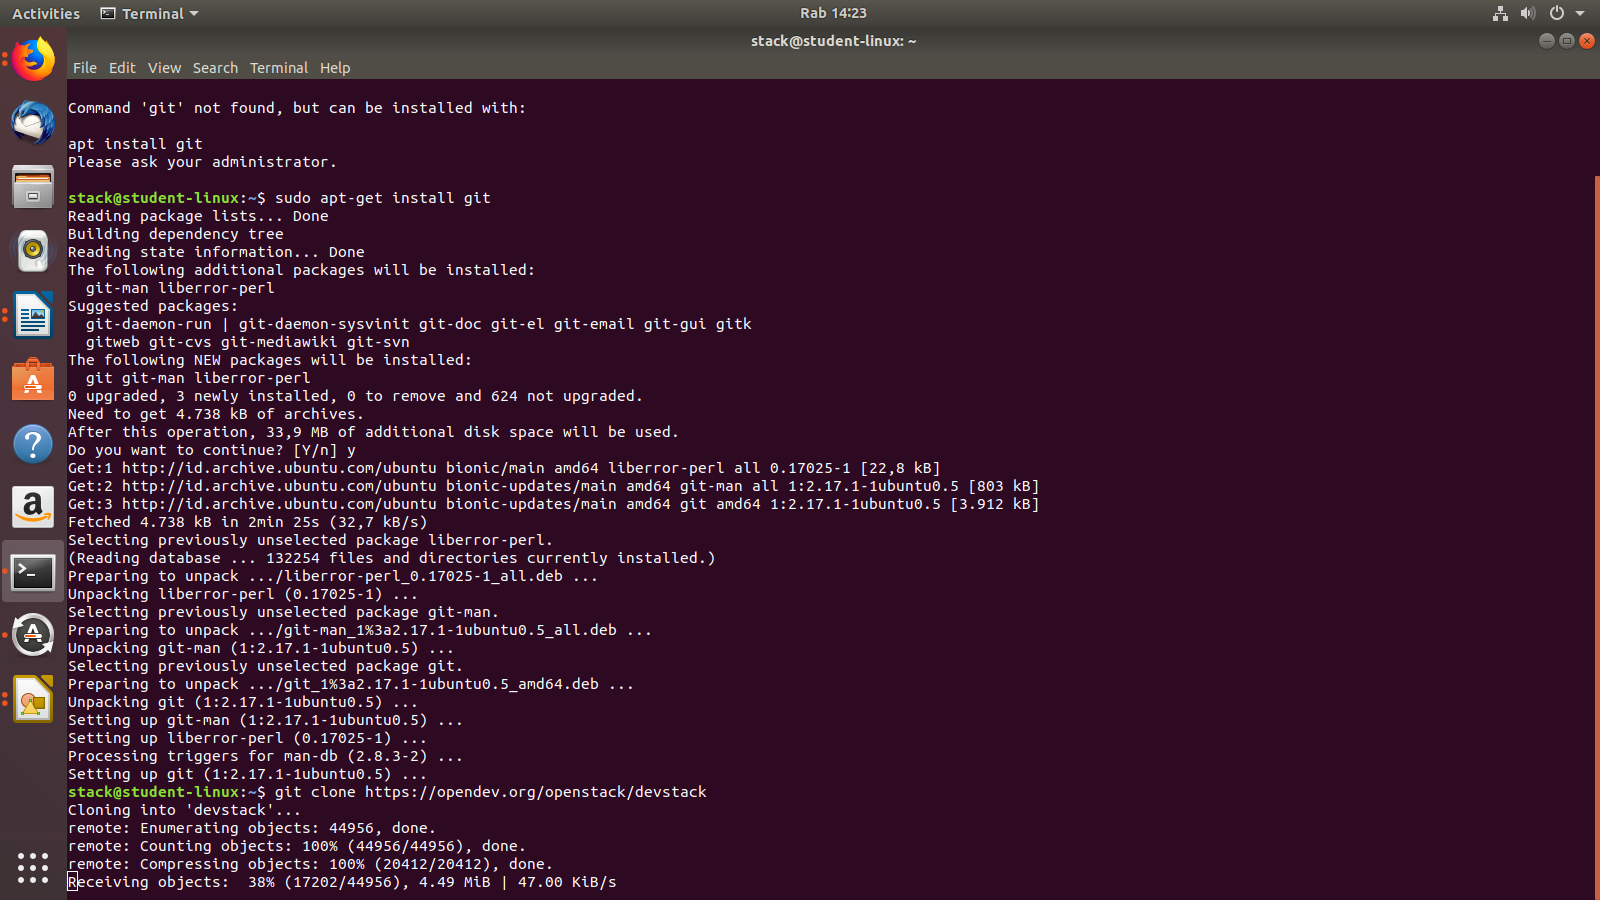 Activities Terminal Rab 14:23
stack@student-linux: ~
File Edit View Search Terminal Help
Command 'git' not found, but can be installed with:
apt install git
Please ask your administrator.
stack@student-linux:~$ sudo apt-get install git
Reading package lists... Done
Building dependency tree
Reading state information... Done
The following additional packages will be installed:
  git-man liberror-perl
Suggested packages:
  git-daemon-run | git-daemon-sysvinit git-doc git-el git-email git-gui gitk
  gitweb git-cvs git-mediawiki git-svn
The following NEW packages will be installed:
  git git-man liberror-perl
0 upgraded, 3 newly installed, 0 to remove and 624 not upgraded.
Need to get 4.738 kB of archives.
After this operation, 33,9 MB of additional disk space will be used.
Do you want to continue? [Y/n] y
Get:1 http://id.archive.ubuntu.com/ubuntu bionic/main amd64 liberror-perl all 0.17025-1 [22,8 kB]
Get:2 http://id.archive.ubuntu.com/ubuntu bionic-updates/main amd64 git-man all 1:2.17.1-1ubuntu0.5 [803 kB]
Get:3 http://id.archive.ubuntu.com/ubuntu bionic-updates/main amd64 git amd64 1:2.17.1-1ubuntu0.5 [3.912 kB]
Fetched 4.738 kB in 2min 25s (32,7 kB/s)
Selecting previously unselected package liberror-perl.
(Reading database ... 132254 files and directories currently installed.)
Preparing to unpack .../liberror-perl_0.17025-1_all.deb ...
Unpacking liberror-perl (0.17025-1) ...
Selecting previously unselected package git-man.
Preparing to unpack .../git-man_1%3a2.17.1-1ubuntu0.5_all.deb ...
Unpacking git-man (1:2.17.1-1ubuntu0.5) ...
Selecting previously unselected package git.
Preparing to unpack .../git_1%3a2.17.1-1ubuntu0.5_amd64.deb ...
Unpacking git (1:2.17.1-1ubuntu0.5) ...
Setting up git-man (1:2.17.1-1ubuntu0.5) ...
Setting up liberror-perl (0.17025-1) ...
Processing triggers for man-db (2.8.3-2) ...
Setting up git (1:2.17.1-1ubuntu0.5) ...
stack@student-linux:~$ git clone https://opendev.org/openstack/devstack
Cloning into 'devstack'...
remote: Enumerating objects: 44956, done.
remote: Counting objects: 100% (44956/44956), done.
remote: Compressing objects: 100% (20412/20412), done.
Receiving objects:  38% (17202/44956), 4.49 MiB | 47.00 KiB/s